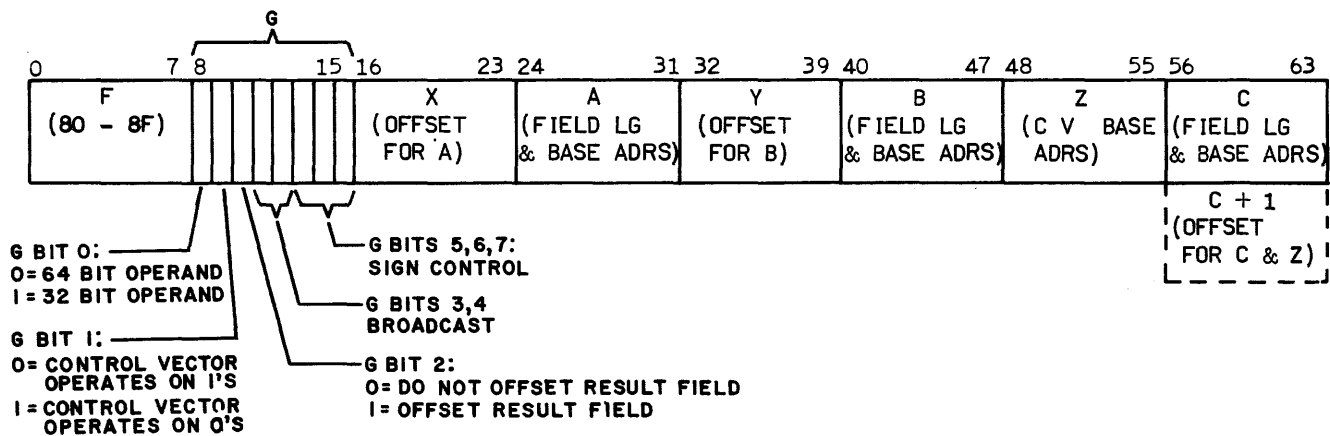 G
0 7 8 15 16 23 24 31 32 39 40 47 48 55 56 63
F
(80 - 8F)
X
(OFFSET
FOR A)
A
(FIELD LG
& BASE ADRS)
Y
(OFFSET
FOR B)
B
(FIELD LG
& BASE ADRS)
Z
(C V BASE
ADRS)
C
(FIELD LG
& BASE ADRS)
C + 1
(OFFSET
FOR C & Z)
G BIT 0:
0=64 BIT OPERAND
1=32 BIT OPERAND
G BIT 1:
0= CONTROL VECTOR
OPERATES ON 1'S
1= CONTROL VECTOR
OPERATES ON 0'S
G BITS 5,6,7:
SIGN CONTROL
G BITS 3,4
BROADCAST
G BIT 2:
0= DO NOT OFFSET RESULT FIELD
1= OFFSET RESULT FIELD